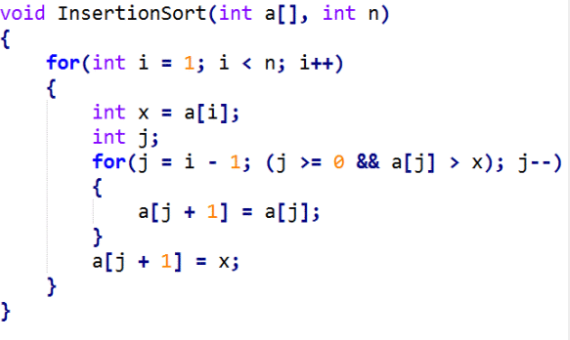 void InsertionSort(int a[], int n)
{
    for(int i = 1; i < n; i++)
    {
        int x = a[i];
        int j;
        for(j = i - 1; (j >= 0 && a[j] > x); j--)
        {
            a[j + 1] = a[j];
        }
        a[j + 1] = x;
    }
}